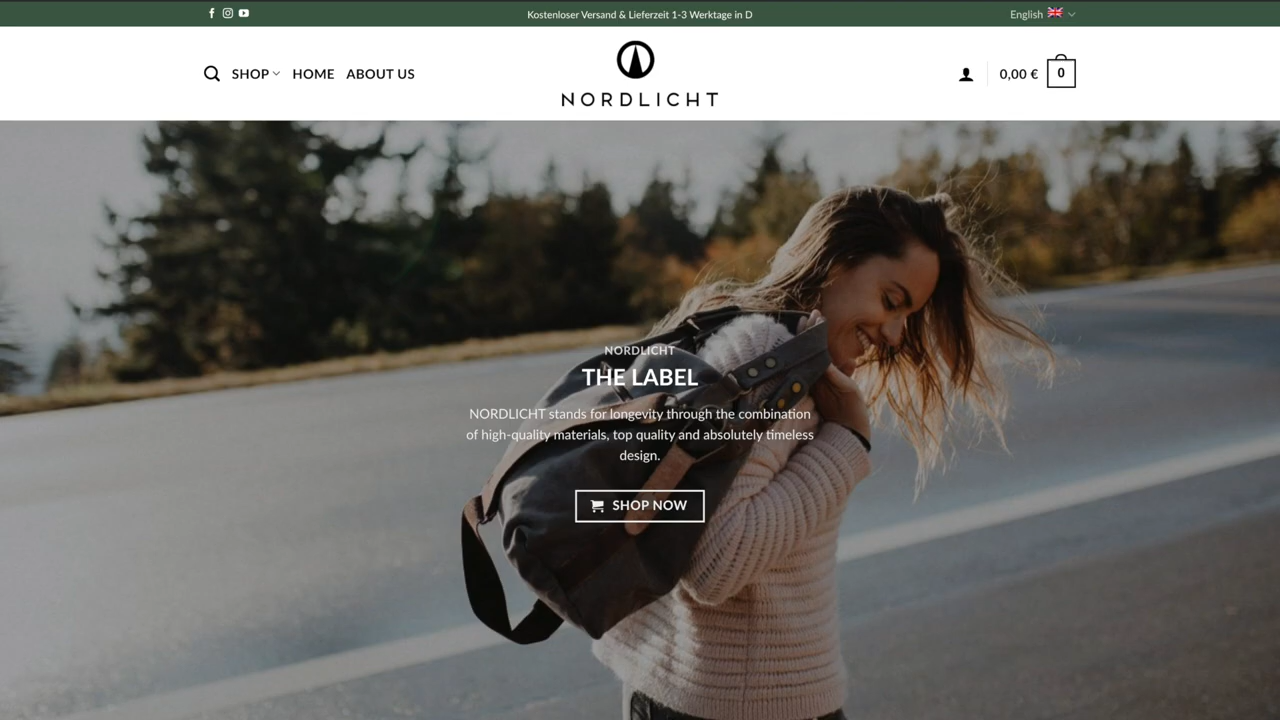 Kostenloser Versand & Lieferzeit 1-3 Werktage in D
English
SHOP HOME ABOUT US
NORDLICHT
0,00 €
0
NORDLICHT
THE LABEL
NORDLICHT stands for longevity through the combination
of high-quality materials, top quality and absolutely timeless
design.
SHOP NOW